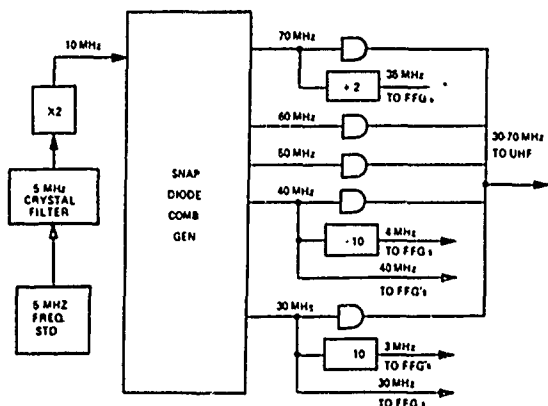 10 MHz
X2
5 MHz
CRYSTAL
FILTER
5 MHZ
FREQ.
STD
SNAP
DIODE
COMB
GEN
70 MHz
+ 2
35 MHz
TO FFG's
60 MHz
50 MHz
40 MHz
- 10
4 MHz
TO FFG's
40 MHz
TO FFG's
30 MHz
10
3 MHz
TO FFG's
30 MHz
TO FFG's
30-70 MHz
TO UHF